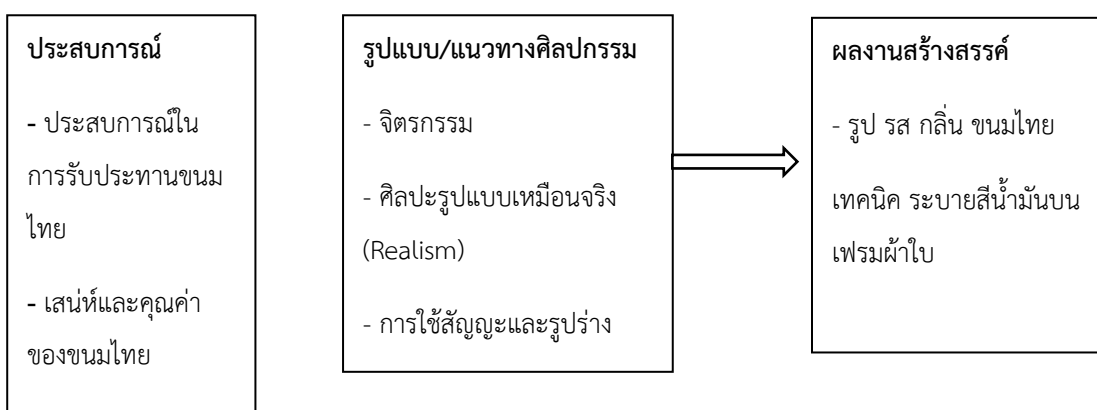 ประสบการณ์
- ประสบการณ์ใน
การรับประทานขนม
ไทย
- เสน่ห์และคุณค่า
ของขนมไทย
รูปแบบ/แนวทางศิลปกรรม
- จิตรกรรม
- ศิลปะรูปแบบเหมือนจริง
(Realism)
- การใช้สัญญะและรูปร่าง
ผลงานสร้างสรรค์
- รูป รส กลิ่น ขนมไทย
เทคนิค ระบายสีน้ำมันบน
เฟรมผ้าใบ